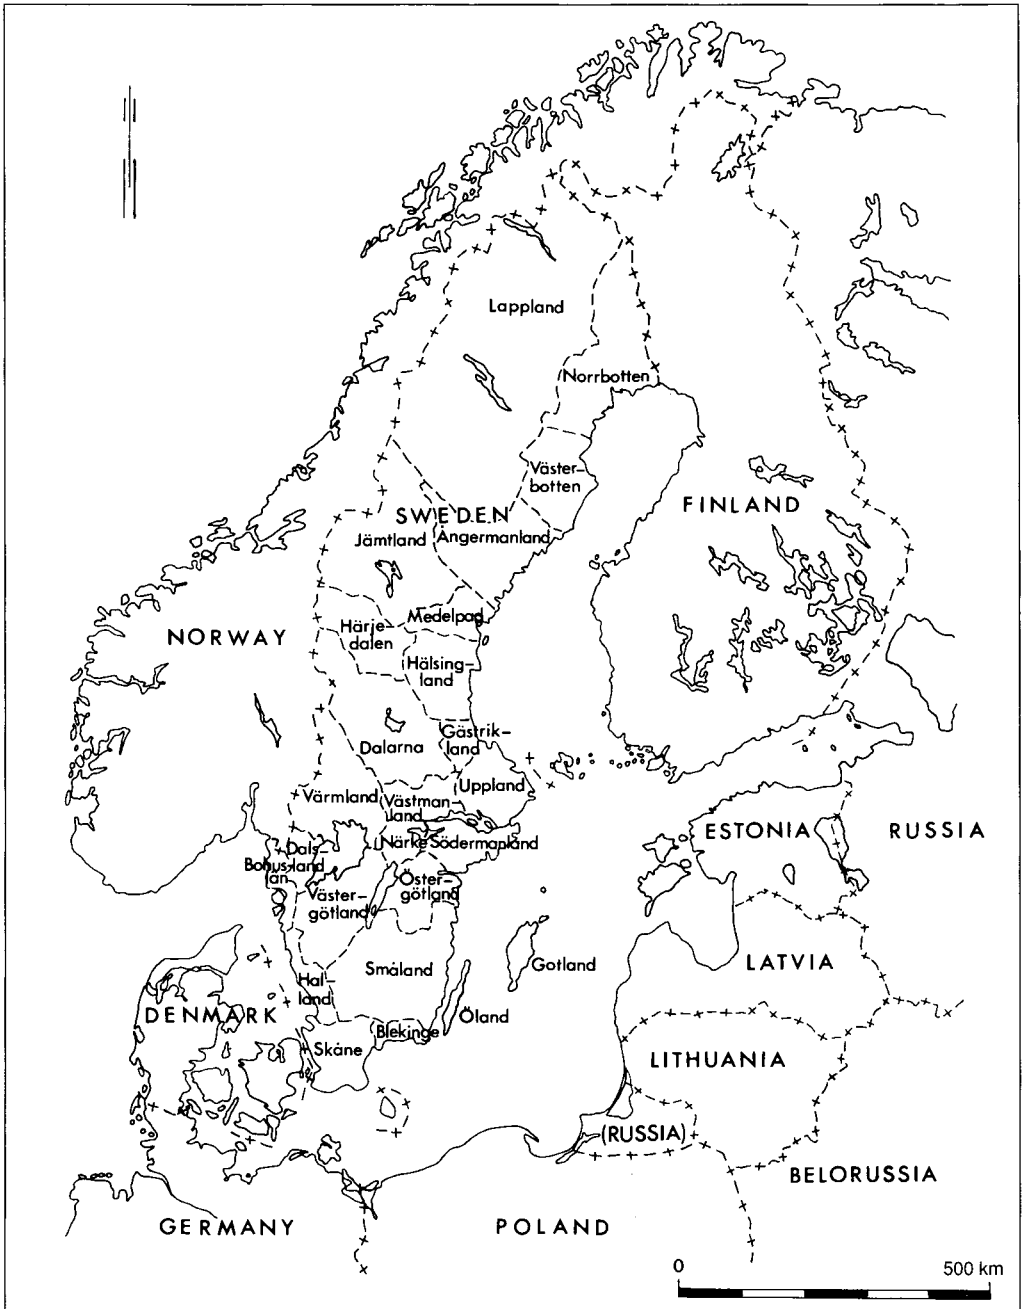 Lappland
Norrbotten
Väster-
botten
SWEDEN
FINLAND
Jämtland
Ångermanland
NORWAY
Medelpad
Härje-
dalen
Hälsing-
land
Dalarna
Gästrik-
land
Värmland
Västman
land
Uppland
ESTONIA
RUSSIA
Dals-
land
Närke
Södermanland
Bohus-
län
Väster-
götland
Öster-
götland
LATVIA
Småland
Gotland
Hal-
land
DENMARK
Öland
Blekinge
Skåne
LITHUANIA
(RUSSIA)
BELORUSSIA
GERMANY
POLAND
0
500 km